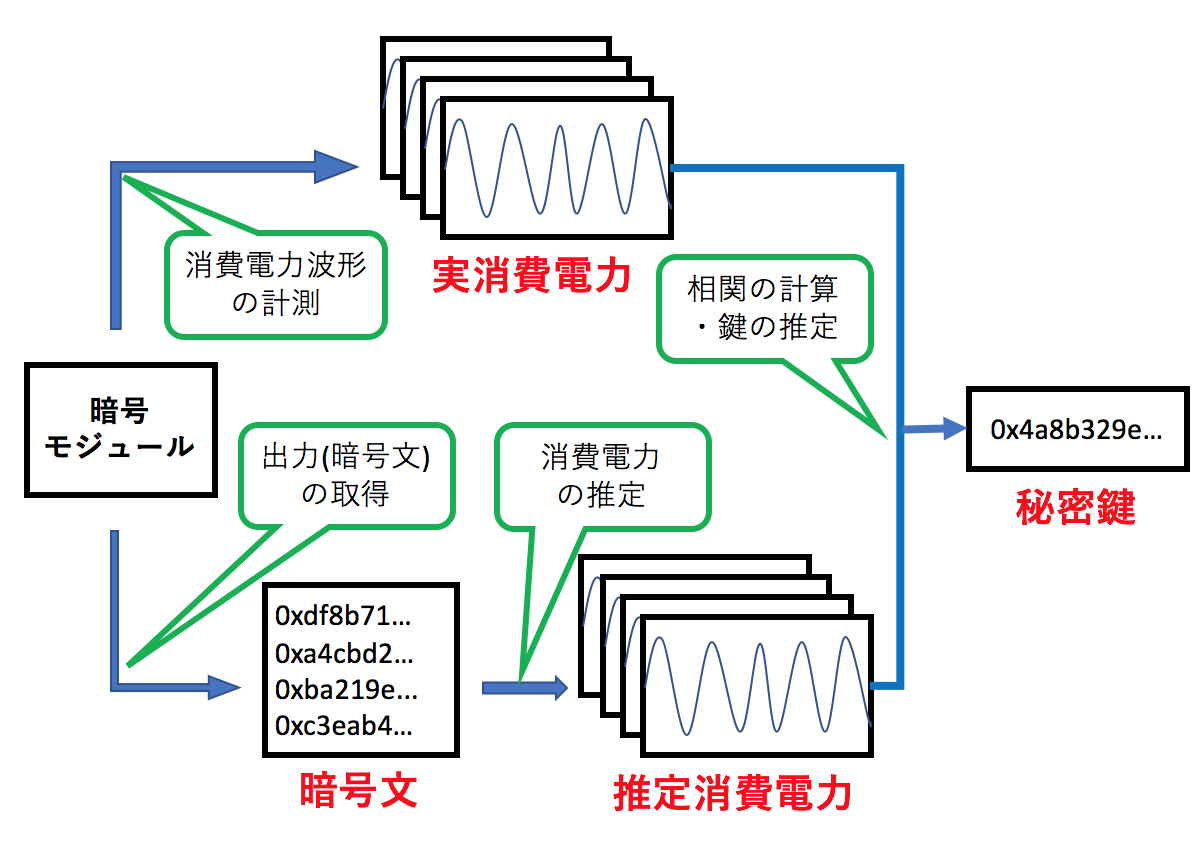 消費電力波形
の計測
実消費電力
相関の計算
・鍵の推定
暗号
モジュール
出力(暗号文)
の取得
消費電力
の推定
0x4a8b329e...
秘密鍵
0xdf8b71...
0xa4cbd2...
0xba219e...
0xc3eab4...
暗号文
推定消費電力